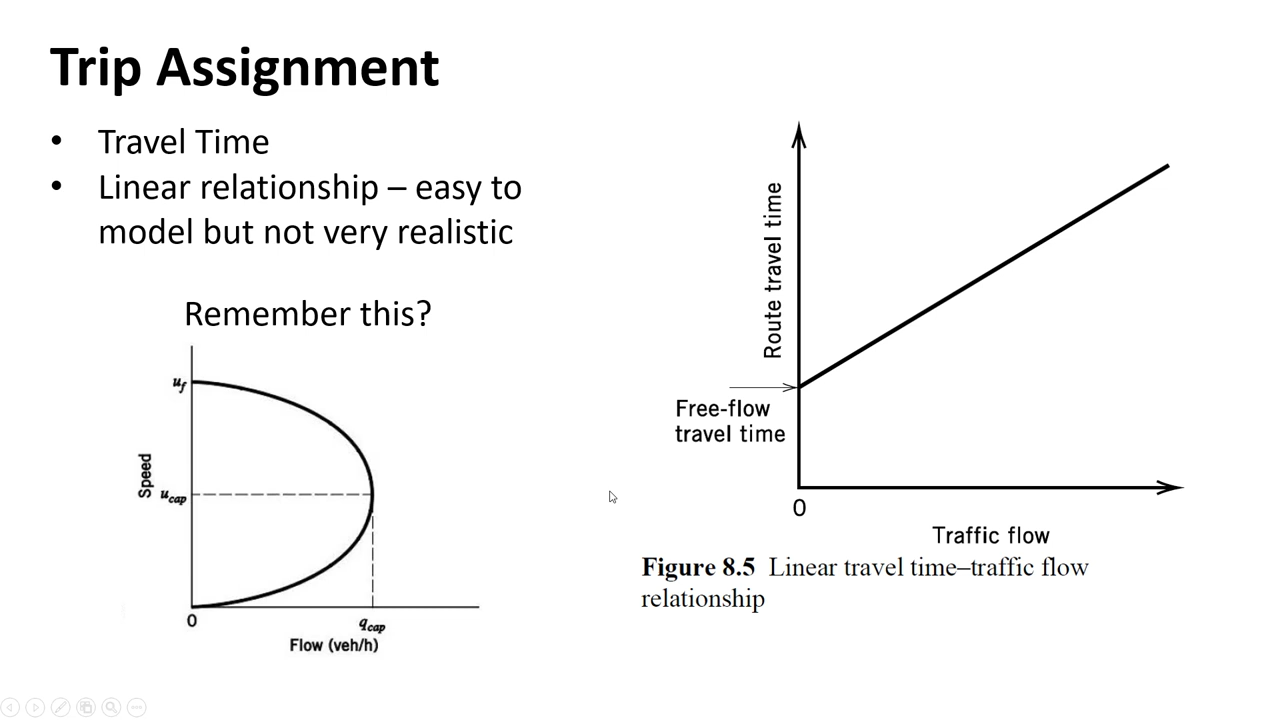 Trip Assignment
• Travel Time
• Linear relationship – easy to
model but not very realistic
Remember this?
u_f
Speed
u_cap
0
q_cap
Flow (veh/h)
Route travel time
Free-flow
travel time
0
Traffic flow
Figure 8.5 Linear travel time–traffic flow
relationship